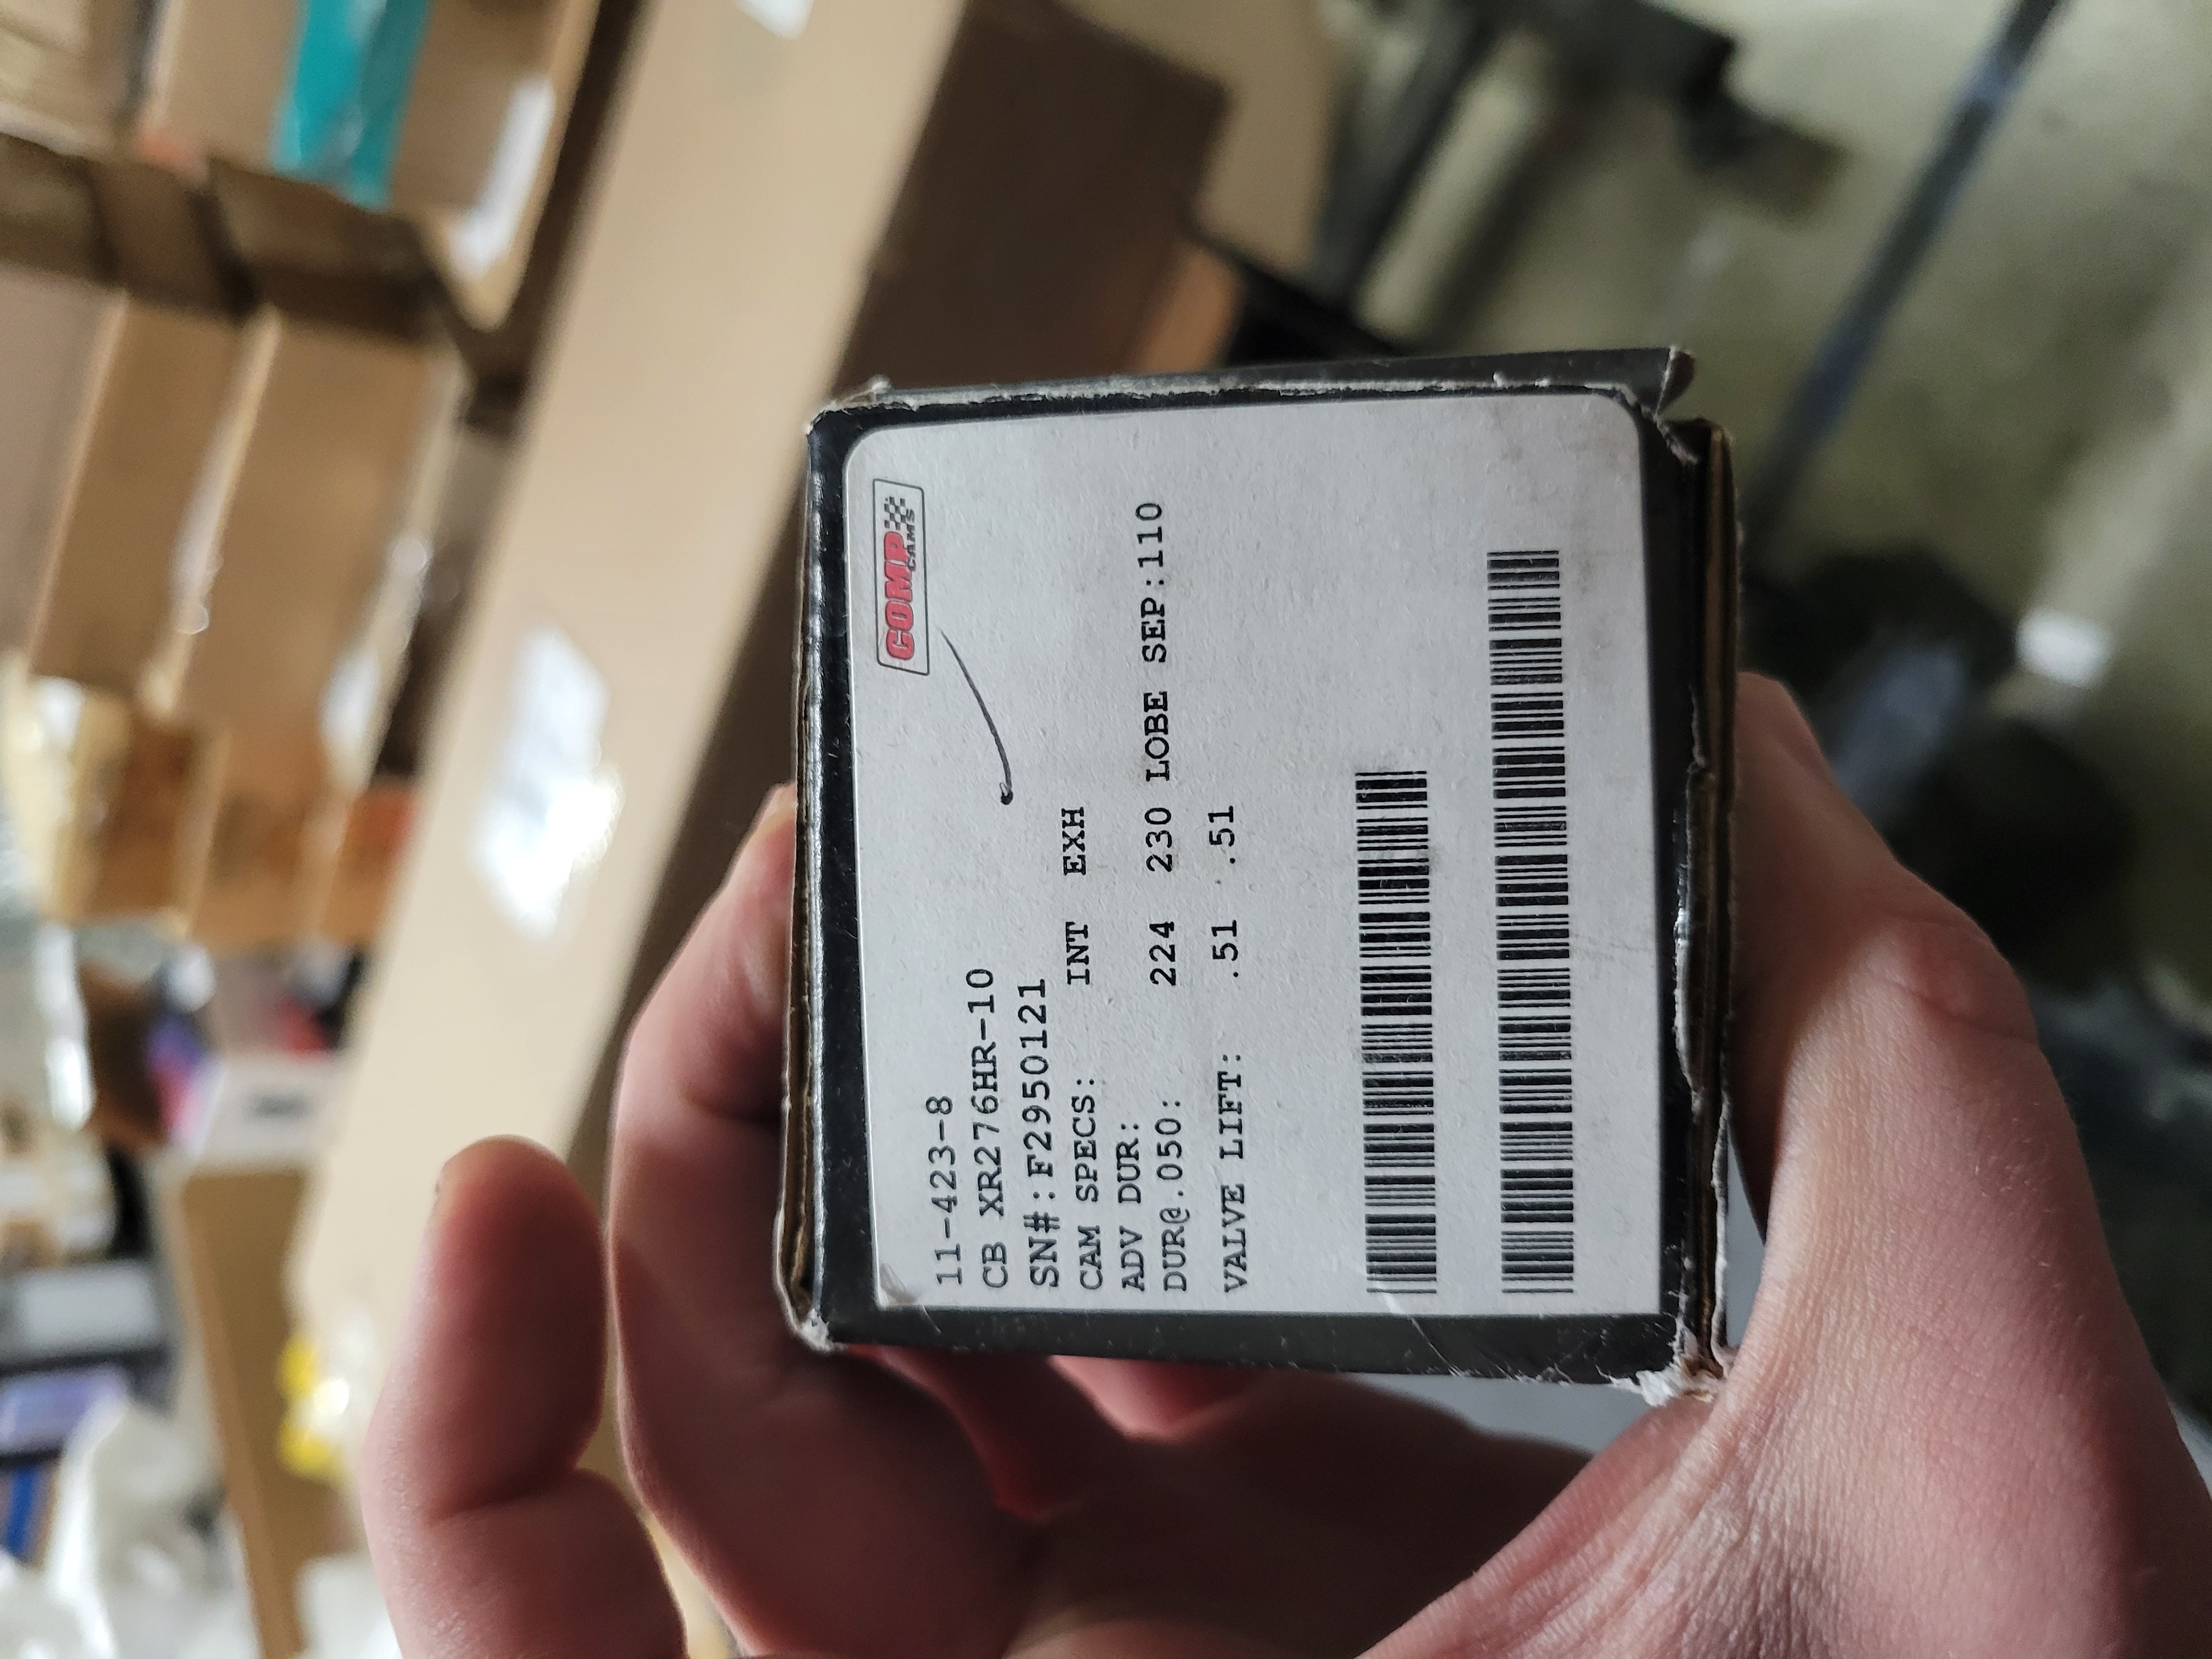 COMP
CAMS
11-423-8
CB XR276HR-10
SN#:F2950121
CAM SPECS: INT EXH
ADV DUR:
DUR@.050: 224 230 LOBE SEP:110
VALVE LIFT: .51 .51